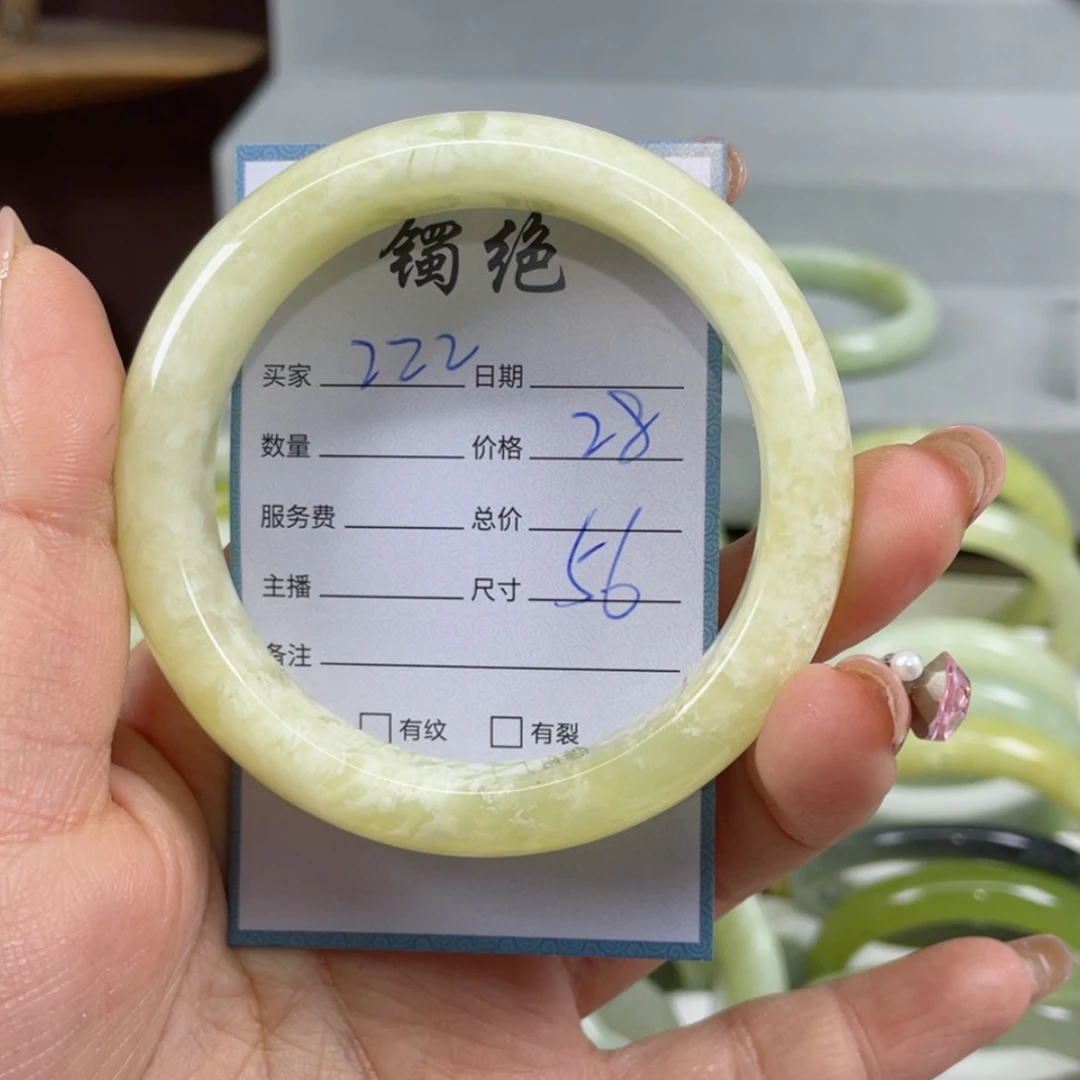 镯绝
买家 222 日期
数量 价格 28
服务费 总价
主播 尺寸 56
备注
有纹 有裂